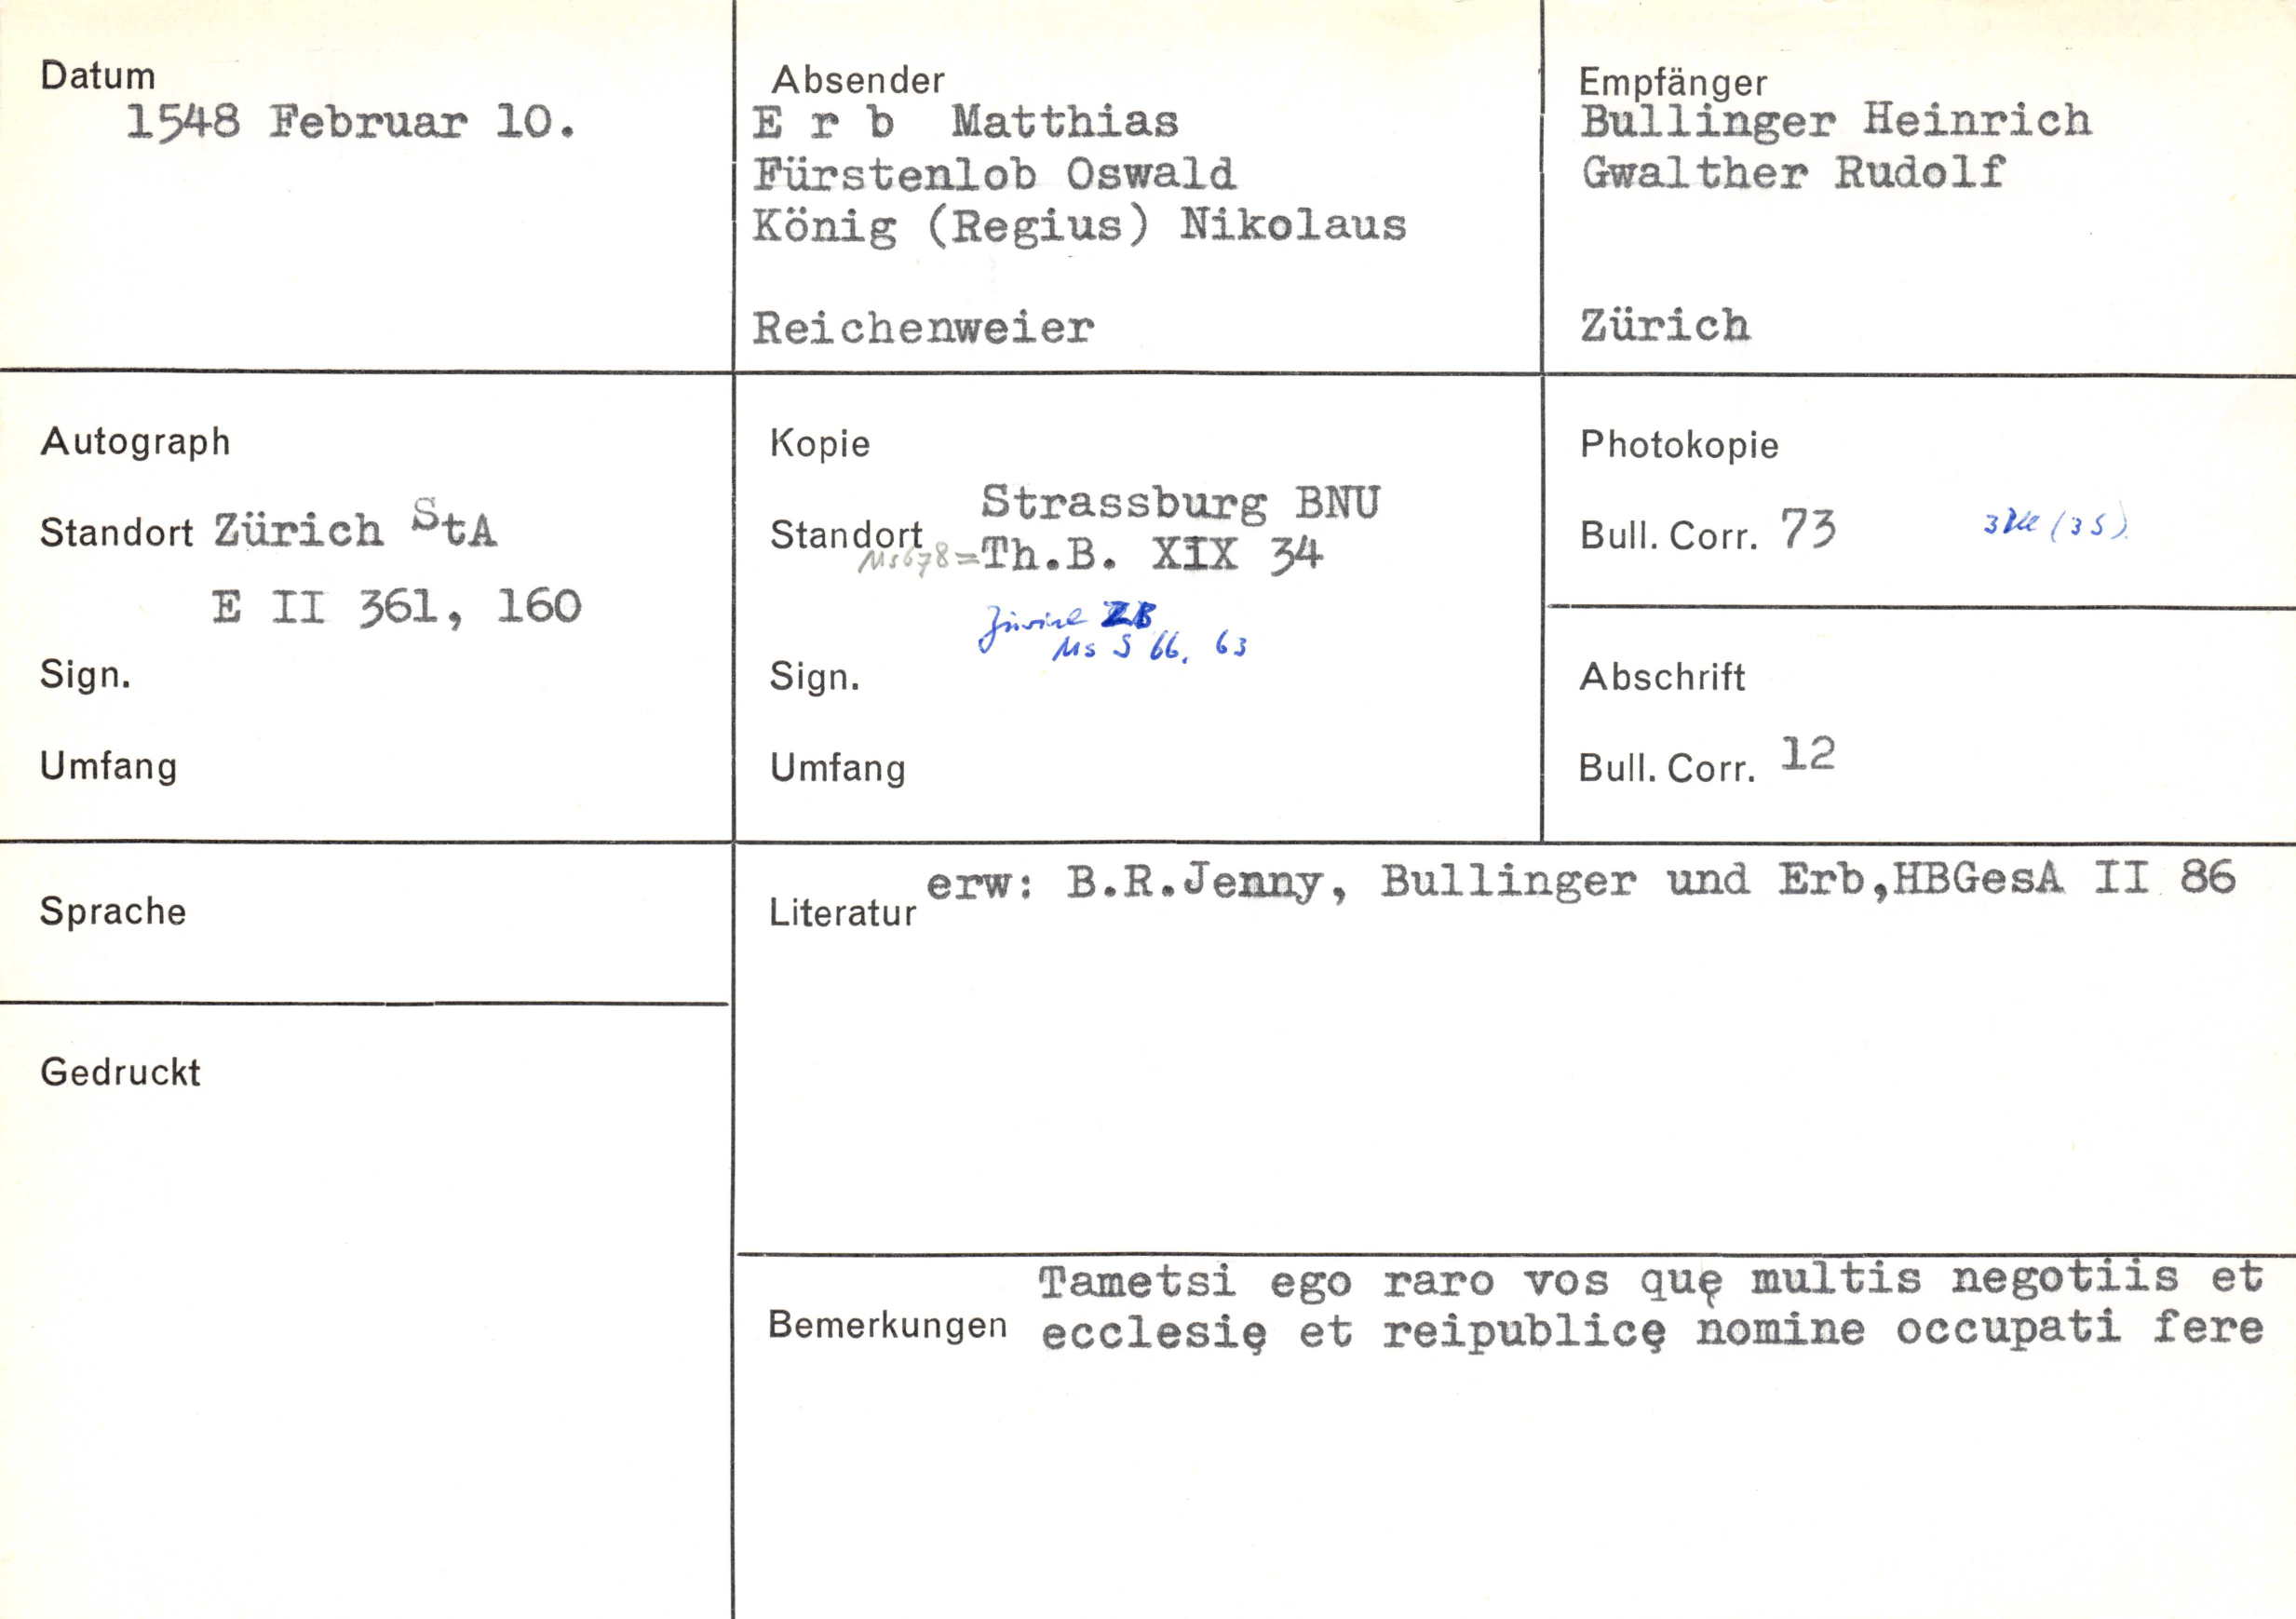 Datum
1548 Februar 10.
Absender
E r b Matthias
Fürstenlob Oswald
König (Regius) Nikolaus
Reichenweier
Empfänger
Bullinger Heinrich
Gwalther Rudolf
Zürich
Autograph
Standort Zürich StA
E II 361, 160
Sign.
Umfang
Kopie
Strassburg BNU
Standort
Ms678=Th.B. XIX 34
Zürich ZB
Ms S 66, 63
Sign.
Umfang
Photokopie
Bull. Corr. 73 (3S)
Abschrift
Bull. Corr. 12
Sprache
Gedruckt
erw: B.R.Jenny, Bullinger und Erb,HBGesA II 86
Literatur
Tametsi ego raro vos quę multis negotiis et
Bemerkungen ecclesię et reipublicę nomine occupati fere